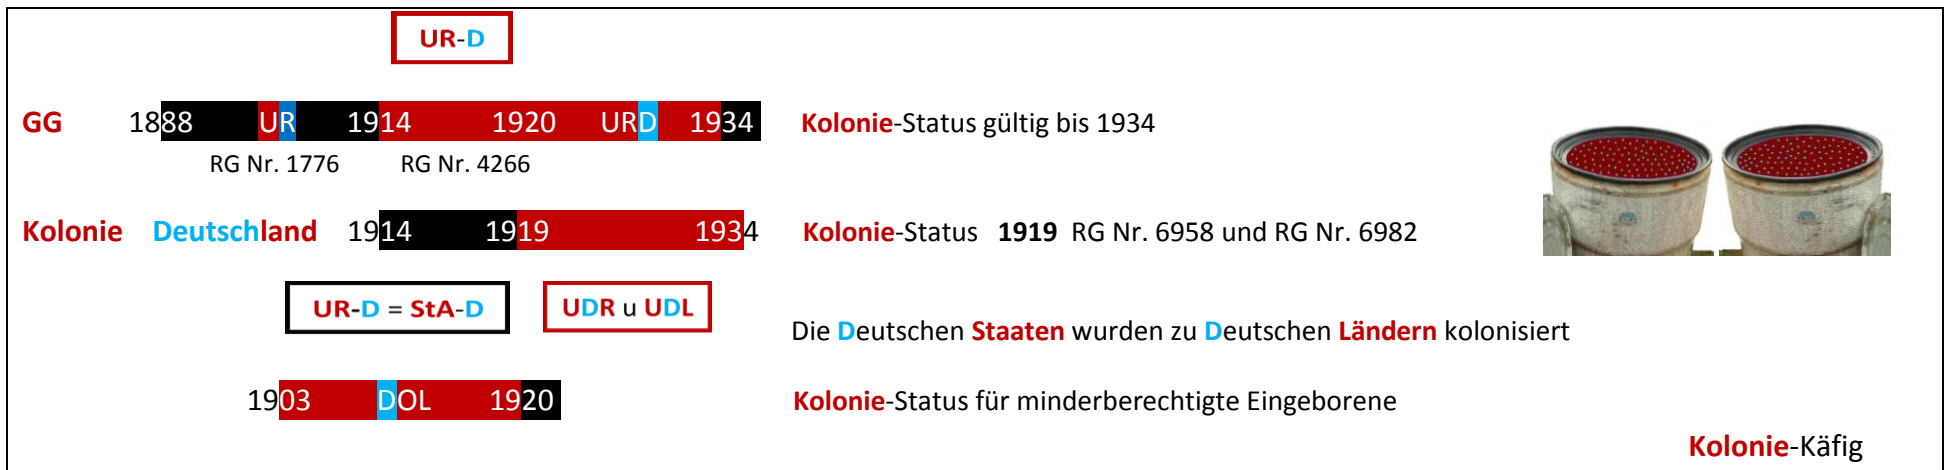 UR-D
GG 1888 UR 1914 1920 URD 1934 Kolonie-Status gültig bis 1934
RG Nr. 1776 RG Nr. 4266
Kolonie Deutschland 1914 1919 1934 Kolonie-Status 1919 RG Nr. 6958 und RG Nr. 6982
UR-D = StA-D UDR u UDL
Die Deutschen Staaten wurden zu Deutschen Ländern kolonisiert
1903 DOL 1920 Kolonie-Status für minderberechtigte Eingeborene
Kolonie-Käfig